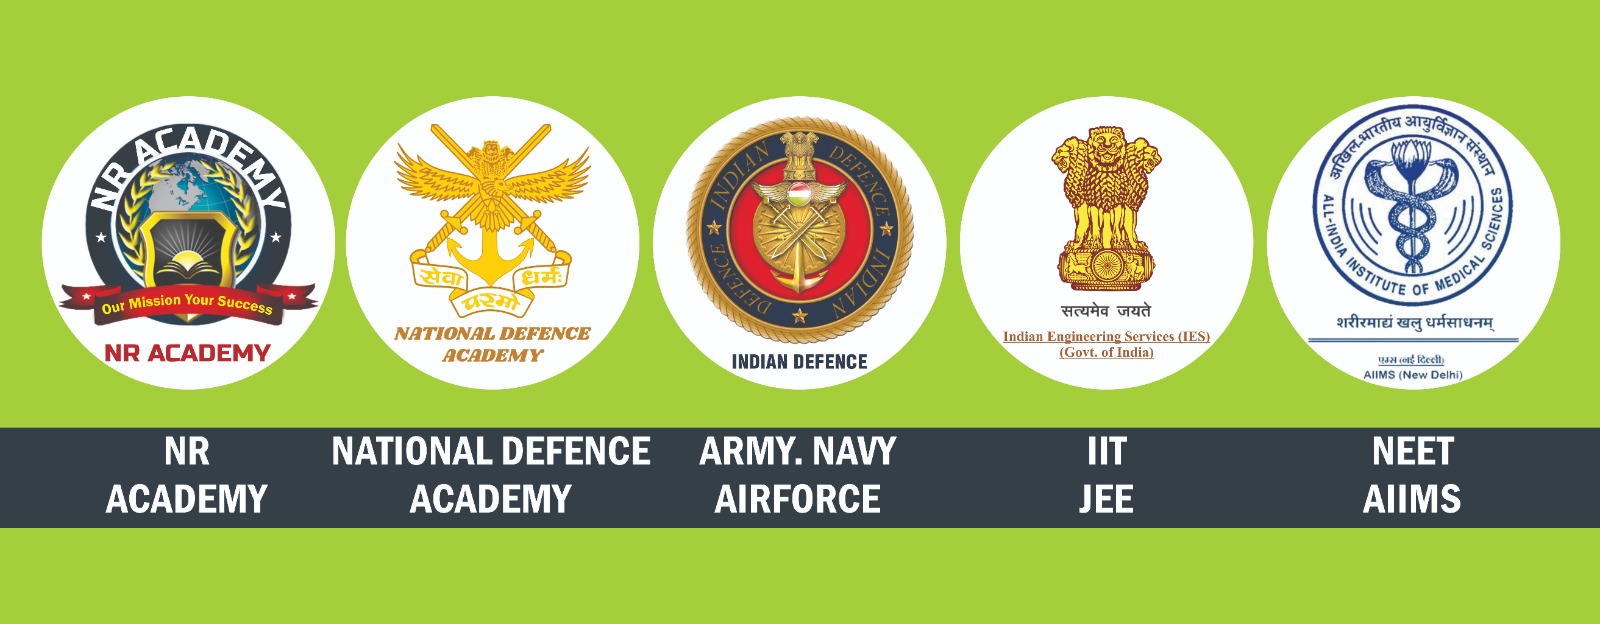 NR ACADEMY
Our Mission Your Success
NR ACADEMY
सेवा
परमो
धर्मः
NATIONAL DEFENCE
ACADEMY
INDIAN DEFENCE
INDIAN DEFENCE
INDIAN DEFENCE
सत्यमेव जयते
Indian Engineering Services (IES)
(Govt. of India)
अखिल-भारतीय आयुर्विज्ञान संस्थान
ALL-INDIA INSTITUTE OF MEDICAL SCIENCES
शरीरमाद्यं खलु धर्मसाधनम्
एम्स (नई दिल्ली)
AIIMS (New Delhi)
NR
ACADEMY
NATIONAL DEFENCE
ACADEMY
ARMY. NAVY
AIRFORCE
IIT
JEE
NEET
AIIMS